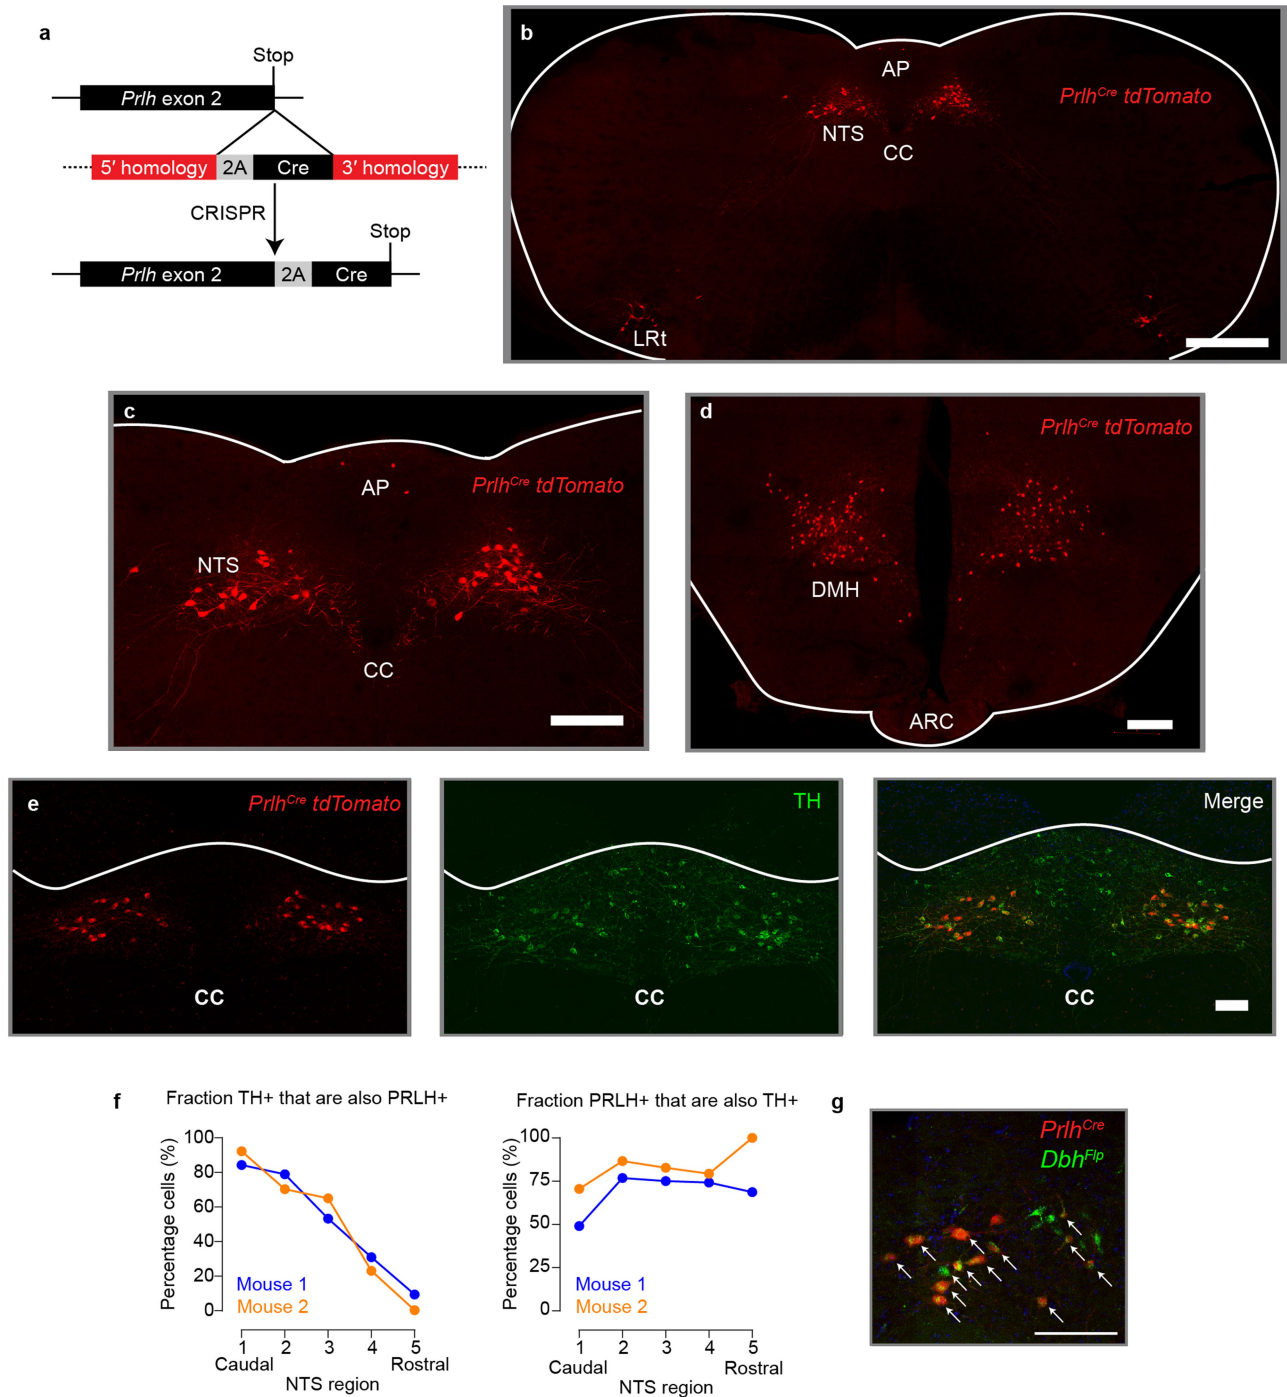 a
Stop
Prlh exon 2
5′ homology 2A Cre 3′ homology
CRISPR
Stop
Prlh exon 2 2A Cre
b
AP
PrlhCre tdTomato
NTS
CC
LRt
c
AP
PrlhCre tdTomato
NTS
CC
d
PrlhCre tdTomato
DMH
ARC
e
PrlhCre tdTomato
CC
TH
CC
Merge
CC
f
Fraction TH+ that are also PRLH+
Percentage cells (%)
100
80
60
40
20
0
Mouse 1
Mouse 2
1 2 3 4 5
Caudal Rostral
NTS region
Fraction PRLH+ that are also TH+
Percentage cells (%)
100
75
50
25
0
Mouse 1
Mouse 2
1 2 3 4 5
Caudal Rostral
NTS region
g
PrlhCre
DbhFlp